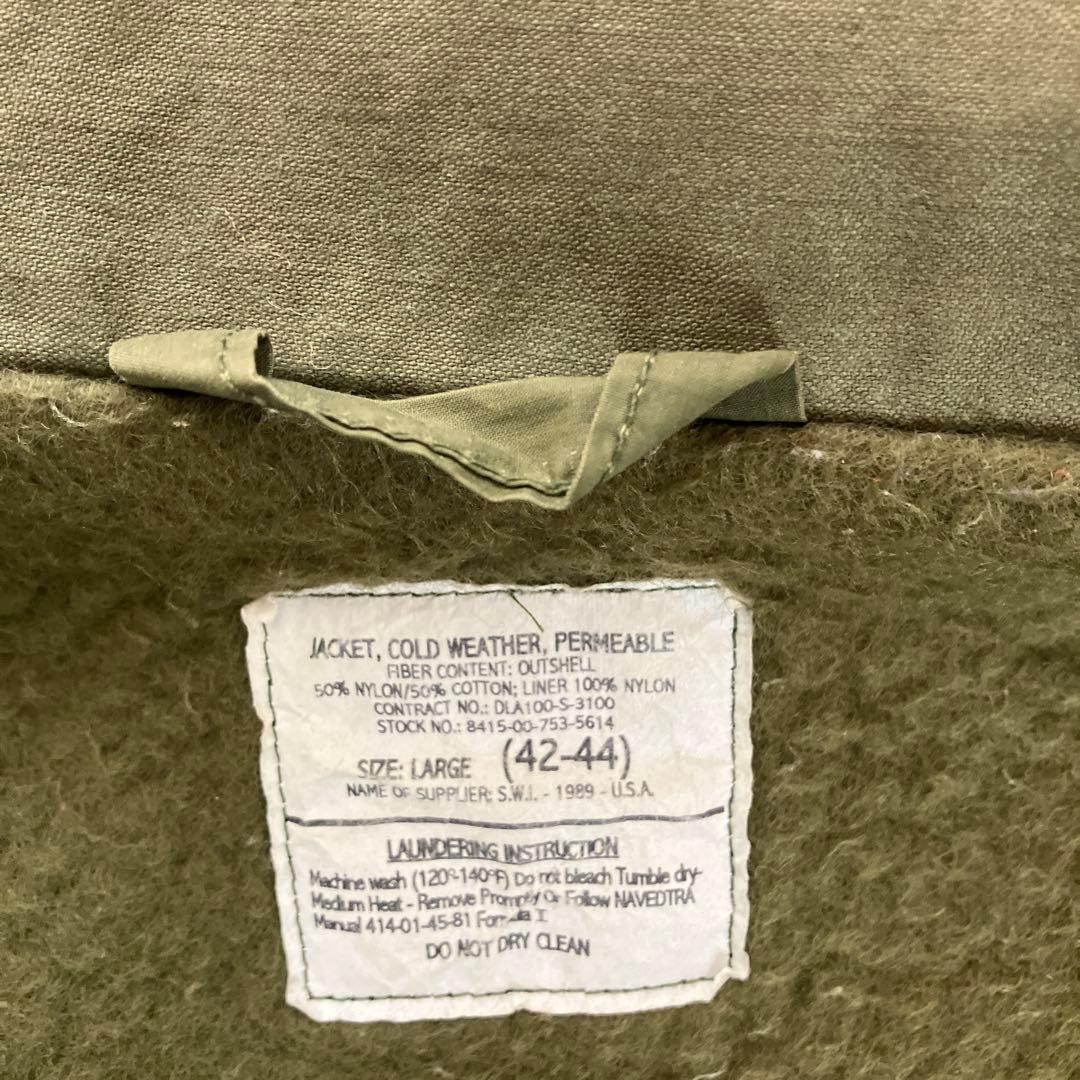 JACKET, COLD WEATHER, PERMEABLE
FIBER CONTENT: OUTSHELL
50% NYLON/50% COTTON; LINER 100% NYLON
CONTRACT NO.: DLA100-S-3100
STOCK NO.: 8415-00-753-5614
SIZE: LARGE (42-44)
NAME OF SUPPLIER: S.W.I. - 1989 - U.S.A.
LAUNDERING INSTRUCTION
Machine wash (120º-140ºF) Do not bleach Tumble dry-
Medium Heat - Remove Promptly Or Follow NAVEDTRA
Manual 414-01-45-81 Formula I
DO NOT DRY CLEAN